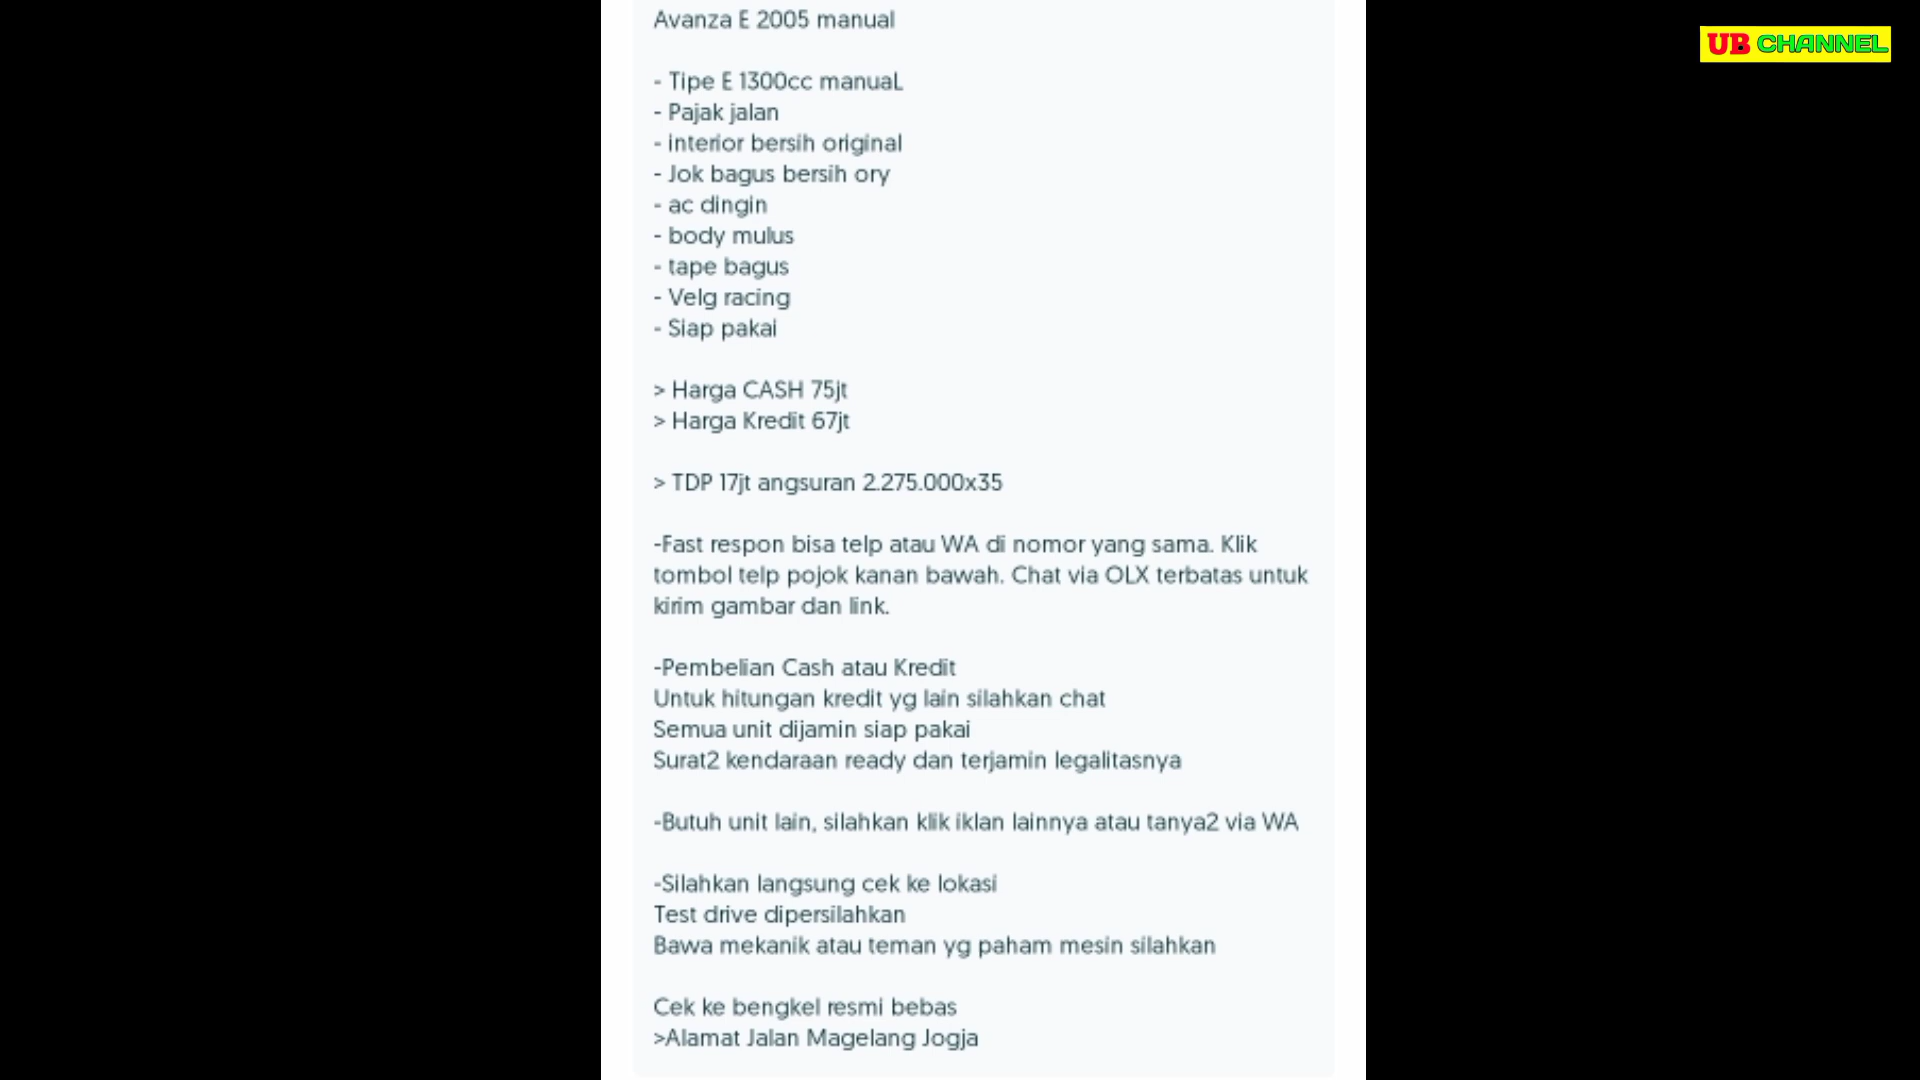 Avanza E 2005 manual
- Tipe E 1300cc manuaL
- Pajak jalan
- interior bersih original
- Jok bagus bersih ory
- ac dingin
- body mulus
- tape bagus
- Velg racing
- Siap pakai
> Harga CASH 75jt
> Harga Kredit 67jt
> TDP 17jt angsuran 2.275.000x35
-Fast respon bisa telp atau WA di nomor yang sama. Klik
tombol telp pojok kanan bawah. Chat via OLX terbatas untuk
kirim gambar dan link.
-Pembelian Cash atau Kredit
Untuk hitungan kredit yg lain silahkan chat
Semua unit dijamin siap pakai
Surat2 kendaraan ready dan terjamin legalitasnya
-Butuh unit lain, silahkan klik iklan lainnya atau tanya2 via WA
-Silahkan langsung cek ke lokasi
Test drive dipersilahkan
Bawa mekanik atau teman yg paham mesin silahkan
Cek ke bengkel resmi bebas
>Alamat Jalan Magelang Jogja
UB CHANNEL